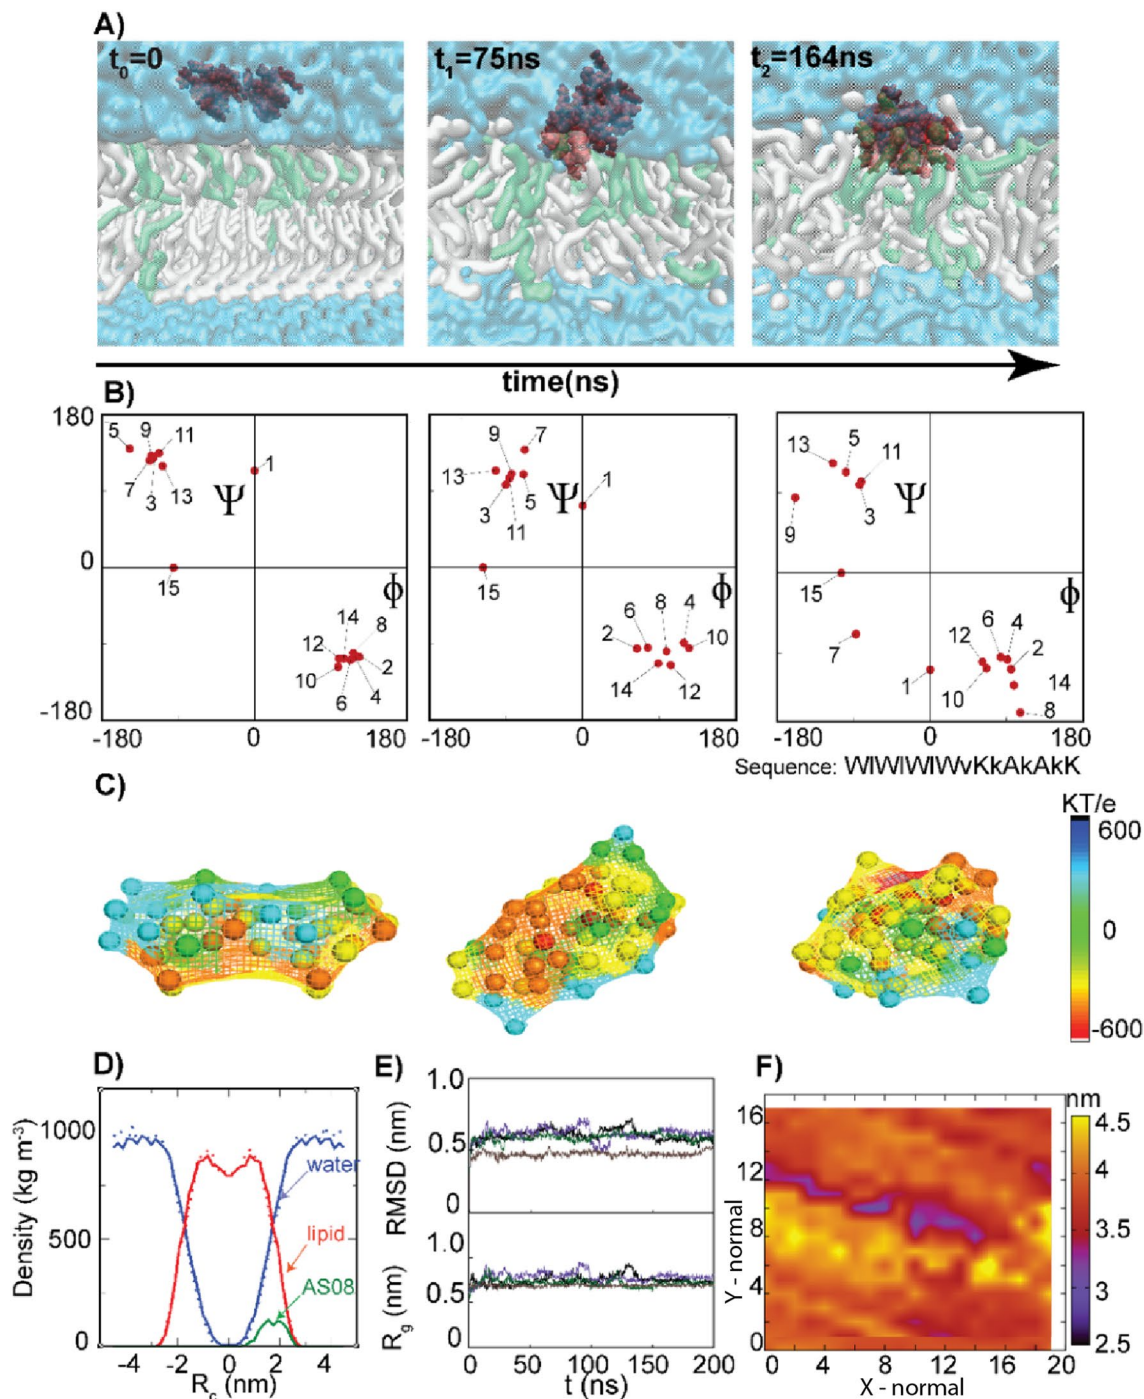 A)
t0=0
t1=75ns
t2=164ns
time(ns)
B)
180
0
-180
-180 0 180
Ψ
ϕ
5 9 11 1
7 3 13
15
12 14 8
10 6 4 2
-180 0 180
Ψ
ϕ
9 7
13 1
3 5
11
15
6 8 4
2 10
14 12
-180 0 180
Ψ
ϕ
13 5 11
9 3
15
7
6 4
12 2
1 10 14
8
Sequence: WlWlWlWvKkAkAkK
C)
KT/e
600
0
-600
D)
Density (kg m-3)
1000
500
0
water
lipid
AS08
-4 -2 0 2 4
Rc (nm)
E)
RMSD (nm)
1.0
0.5
0
Rg (nm)
1.0
0.5
0
0 50 100 150 200
t (ns)
F)
Y - normal
16
12
8
4
0
0 4 8 12 16 20
X - normal
nm
4.5
4
3.5
3
2.5